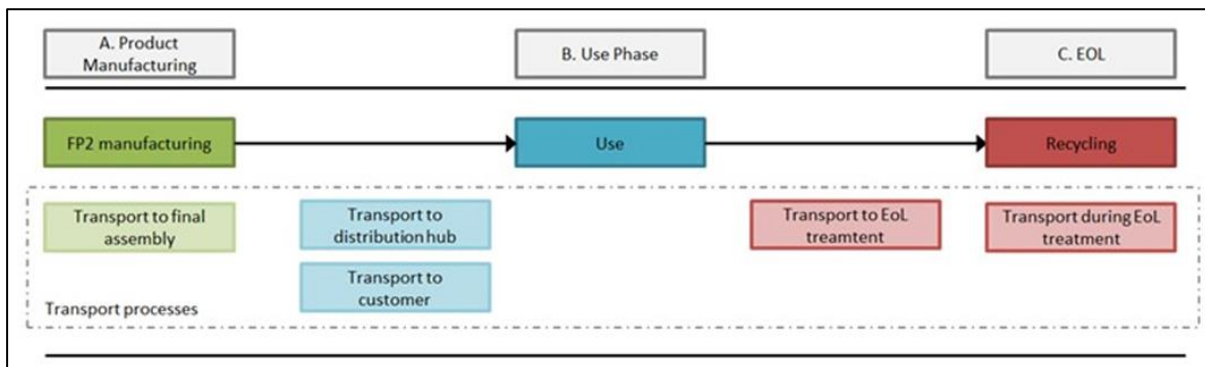 A. Product
Manufacturing
B. Use Phase
C. EOL
FP2 manufacturing
Use
Recycling
Transport to final
assembly
Transport to
distribution hub
Transport to EoL
treamtent
Transport during EoL
treatment
Transport to
customer
Transport processes